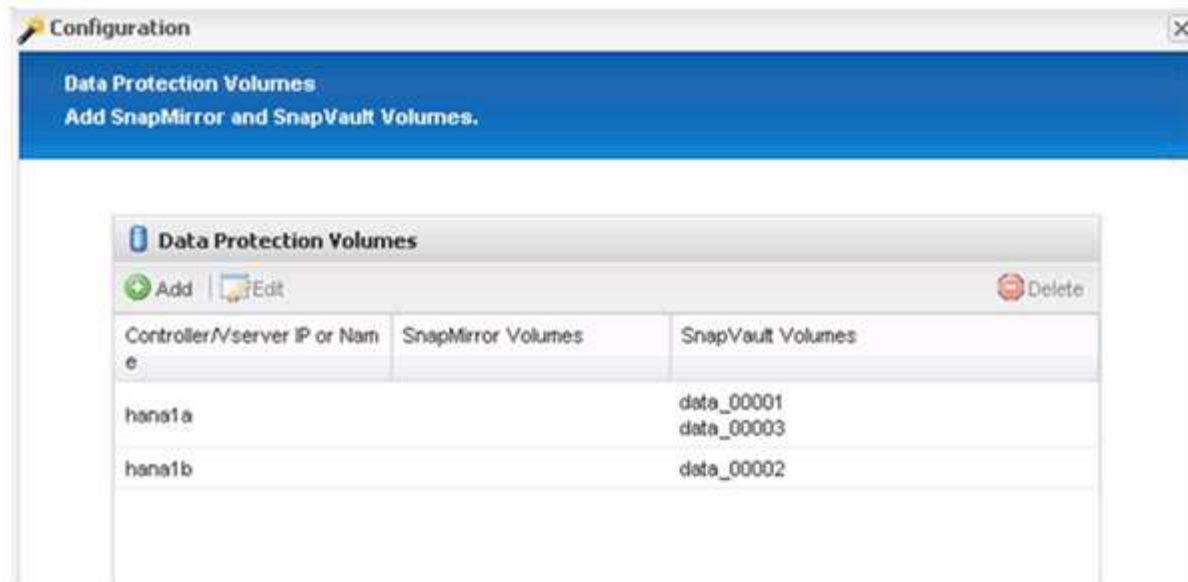 Configuration
Data Protection Volumes
Add SnapMirror and SnapVault Volumes.
Data Protection Volumes
Add Edit Delete
Controller/Vserver IP or Nam SnapMirror Volumes SnapVault Volumes
e
hana1a data_00001
data_00003
hana1b data_00002